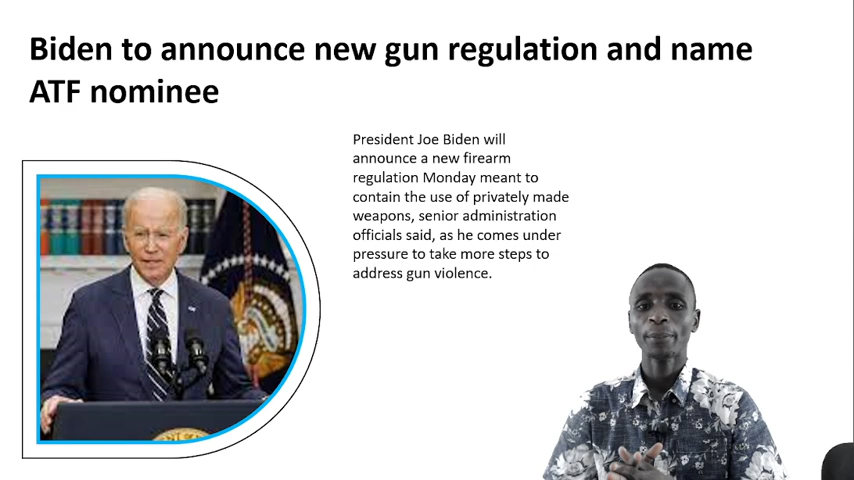 Biden to announce new gun regulation and name
ATF nominee
President Joe Biden will
announce a new firearm
regulation Monday meant to
contain the use of privately made
weapons, senior administration
officials said, as he comes under
pressure to take more steps to
address gun violence.